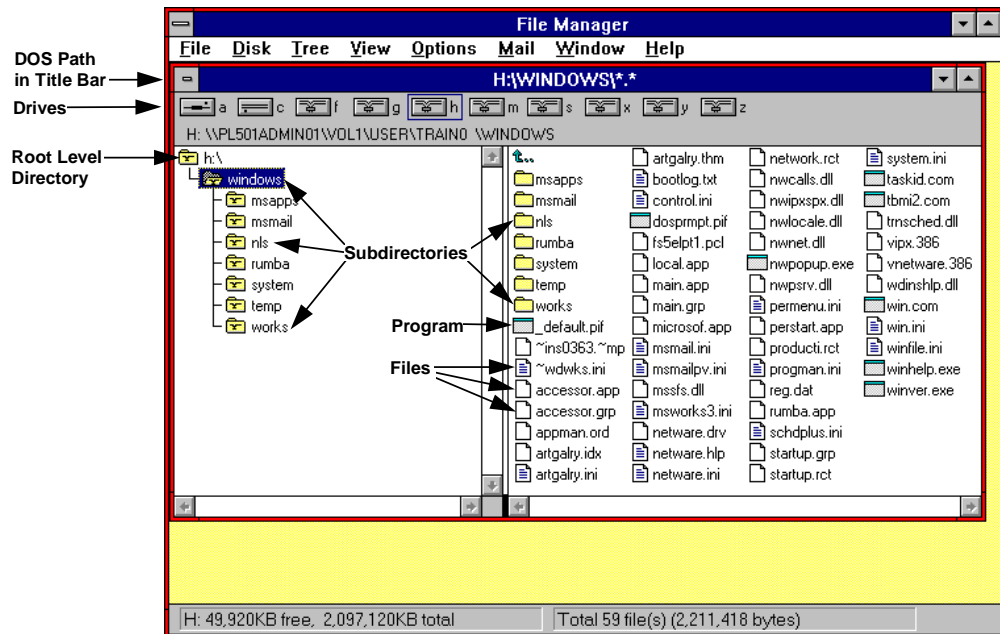 File Manager
File Disk Tree View Options Mail Window Help
DOS Path
in Title Bar
H:\WINDOWS\*.*
Drives
a c f g h m s x y z
H: \\PL501ADMIN01\VOL1\USER\TRAIN0 \WINDOWS
Root Level
Directory
h:\
windows
msapps
msmail
nls
rumba
system
temp
works
Subdirectories
Program
Files
..
msapps
msmail
nls
rumba
system
temp
works
_default.pif
~ins0363.~mp
~wdwks.ini
accessor.app
accessor.grp
appman.ord
artgalry.idx
artgalry.ini
artgalry.thm
bootlog.txt
control.ini
dosprmpt.pif
fs5elpt1.pcl
local.app
main.app
main.grp
microsof.app
msmail.ini
msmailpv.ini
mssfs.dll
msworks3.ini
netware.drv
netware.hlp
netware.ini
network.rct
nwcalls.dll
nwipxspx.dll
nwlocale.dll
nwnet.dll
nwpopup.exe
nwpsrv.dll
permenu.ini
perstart.app
producti.rct
progman.ini
reg.dat
rumba.app
schdplus.ini
startup.grp
startup.rct
system.ini
taskid.com
tbmi2.com
trnsched.dll
vipx.386
vnetware.386
wdinshlp.dll
win.com
win.ini
winfile.ini
winhelp.exe
winver.exe
H: 49,920KB free, 2,097,120KB total
Total 59 file(s) (2,211,418 bytes)